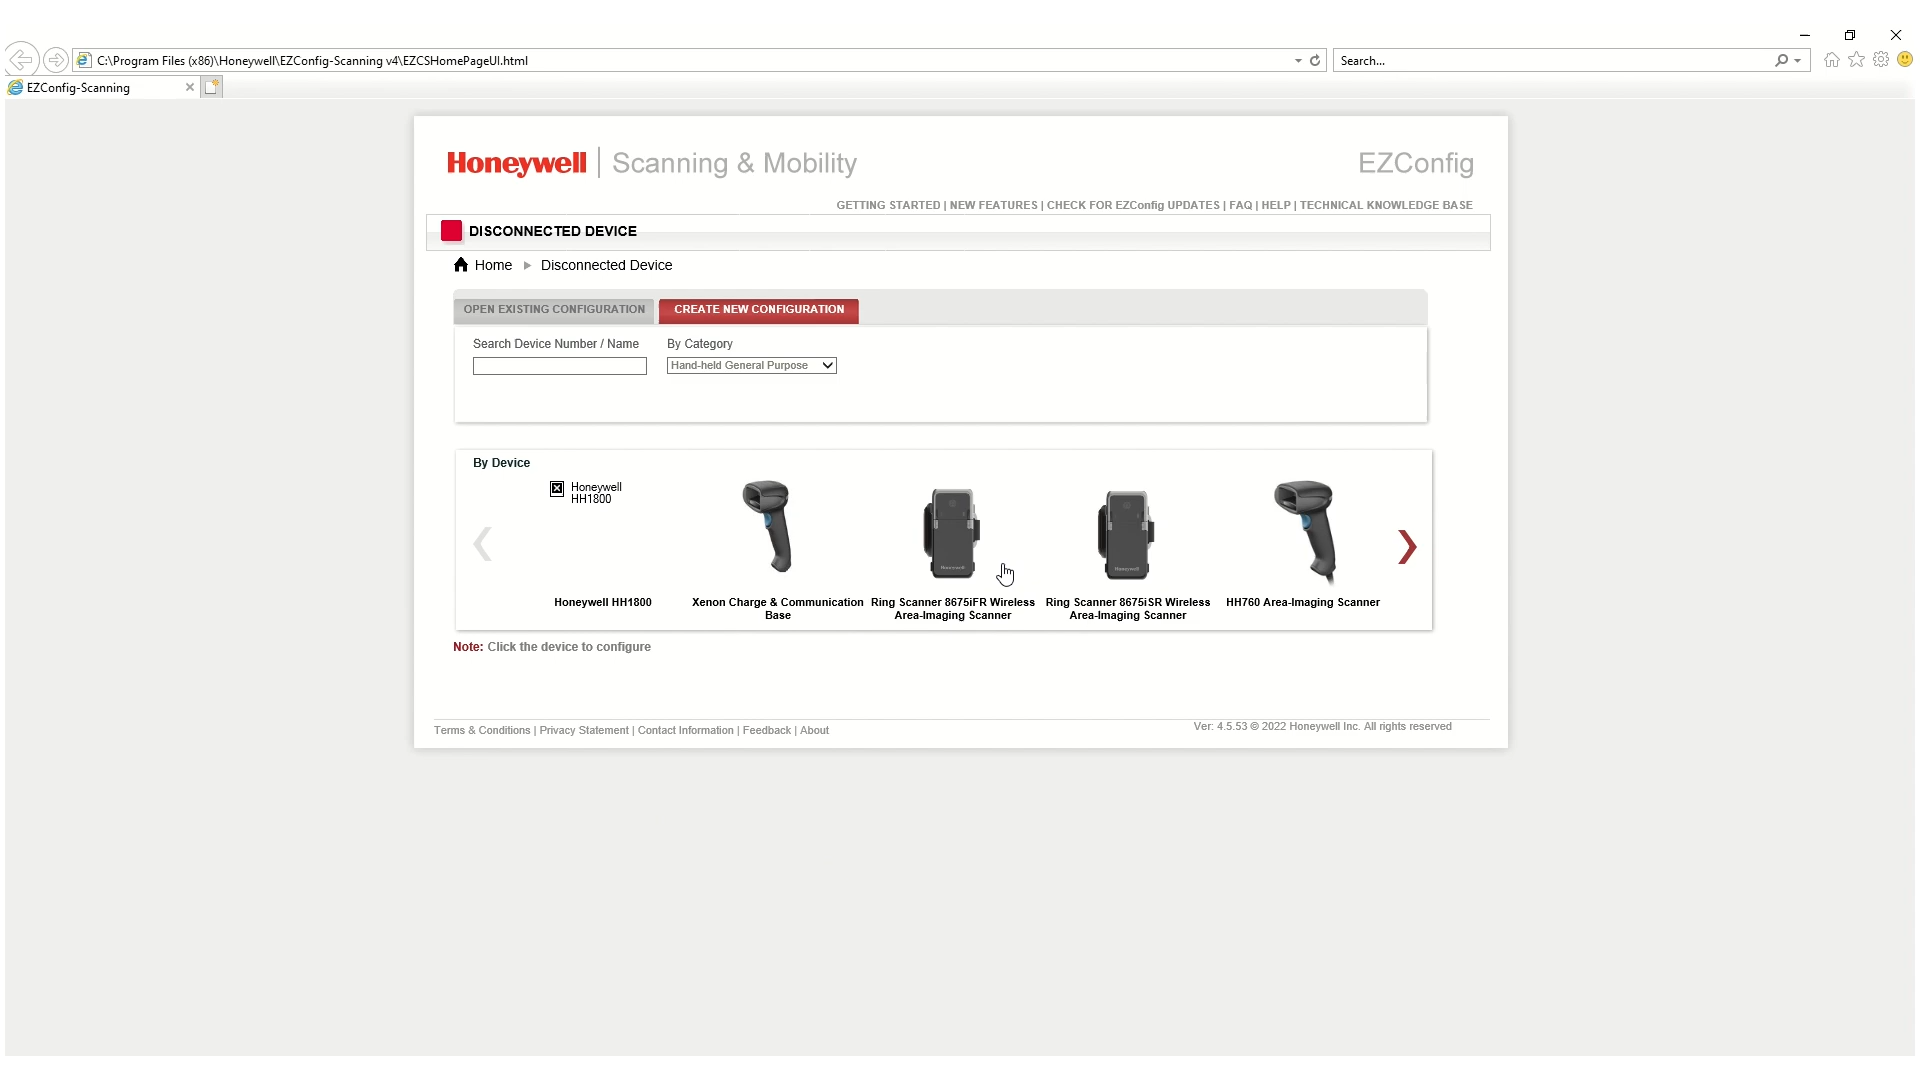 C:\Program Files (x86)\Honeywell\EZConfig-Scanning v4\EZCSHomePageUI.html
Search...
EZConfig-Scanning
Honeywell | Scanning & Mobility
EZConfig
GETTING STARTED | NEW FEATURES | CHECK FOR EZConfig UPDATES | FAQ | HELP | TECHNICAL KNOWLEDGE BASE
DISCONNECTED DEVICE
Home ▶ Disconnected Device
OPEN EXISTING CONFIGURATION
CREATE NEW CONFIGURATION
Search Device Number / Name
By Category
Hand-held General Purpose
By Device
Honeywell
HH1800
Honeywell HH1800
Xenon Charge & Communication
Base
Ring Scanner 8675iFR Wireless
Area-Imaging Scanner
Ring Scanner 8675iSR Wireless
Area-Imaging Scanner
HH760 Area-Imaging Scanner
Note: Click the device to configure
Terms & Conditions | Privacy Statement | Contact Information | Feedback | About
Ver: 4.5.53 © 2022 Honeywell Inc. All rights reserved